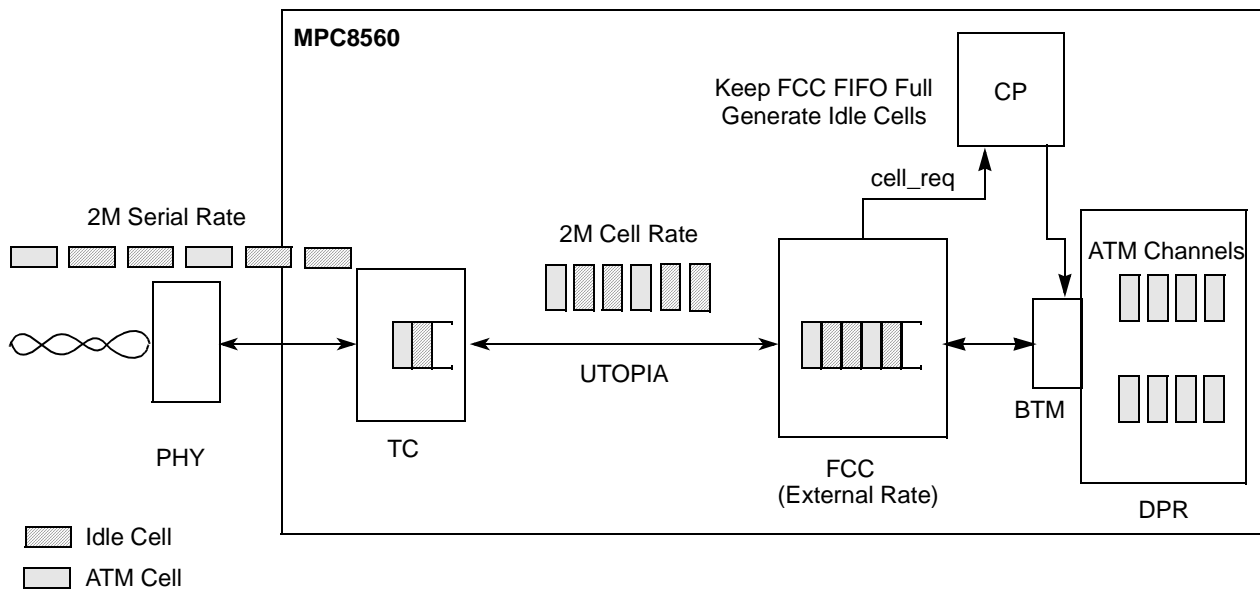 MPC8560
Keep FCC FIFO Full
Generate Idle Cells
CP
cell_req
2M Serial Rate
2M Cell Rate
ATM Channels
UTOPIA
BTM
PHY
TC
FCC
(External Rate)
DPR
Idle Cell
ATM Cell